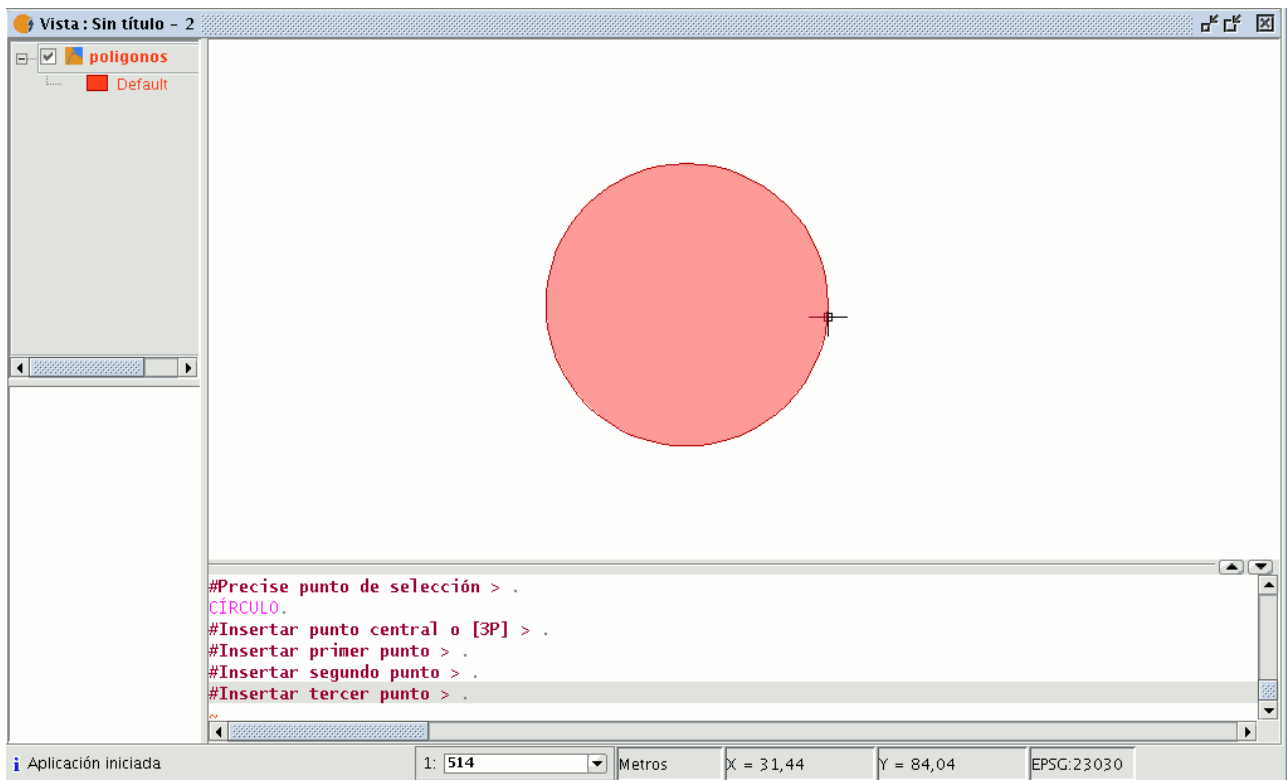 Vista : Sin título - 2
poligonos
Default
#Precise punto de selección > .
CÍRCULO.
#Insertar punto central o [3P] > .
#Insertar primer punto > .
#Insertar segundo punto > .
#Insertar tercer punto > .
~
Aplicación iniciada 1: 514 Metros X = 31,44 Y = 84,04 EPSG:23030